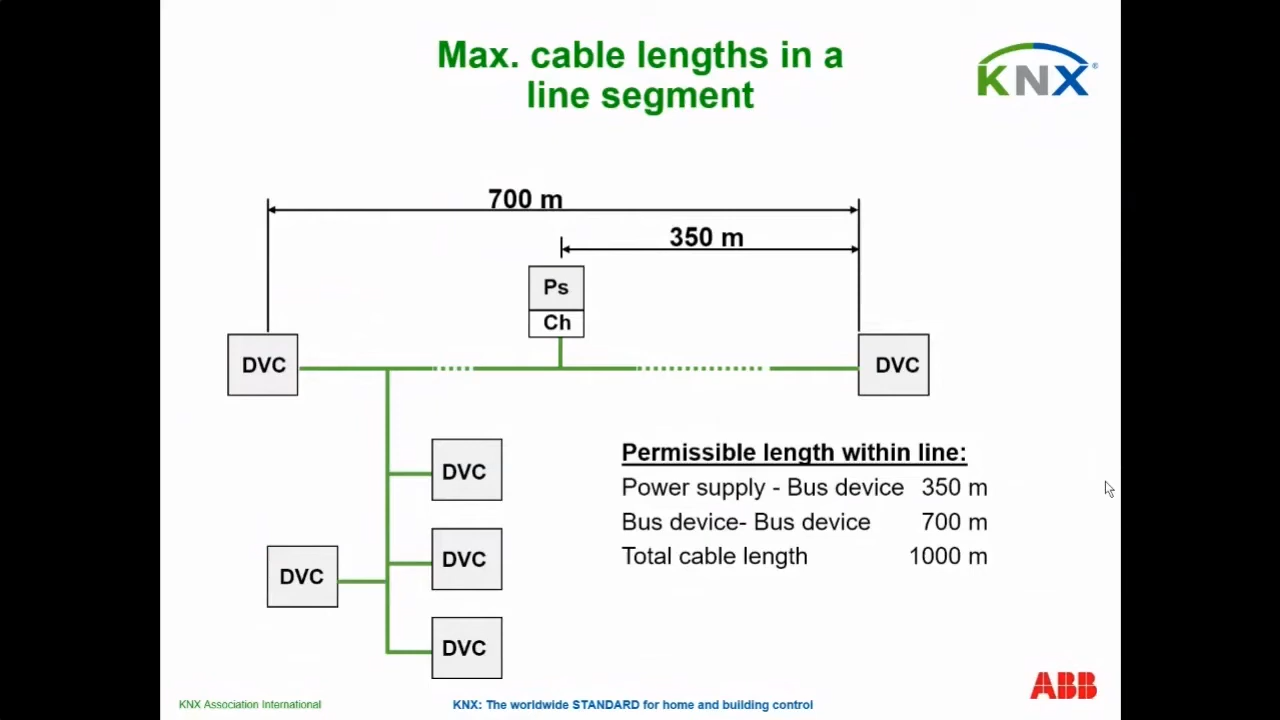 Max. cable lengths in a
line segment
KNX®
700 m
350 m
Ps
Ch
DVC
DVC
DVC
DVC
DVC
DVC
Permissible length within line:
Power supply - Bus device 350 m
Bus device- Bus device 700 m
Total cable length 1000 m
ABB
KNX Association International
KNX: The worldwide STANDARD for home and building control